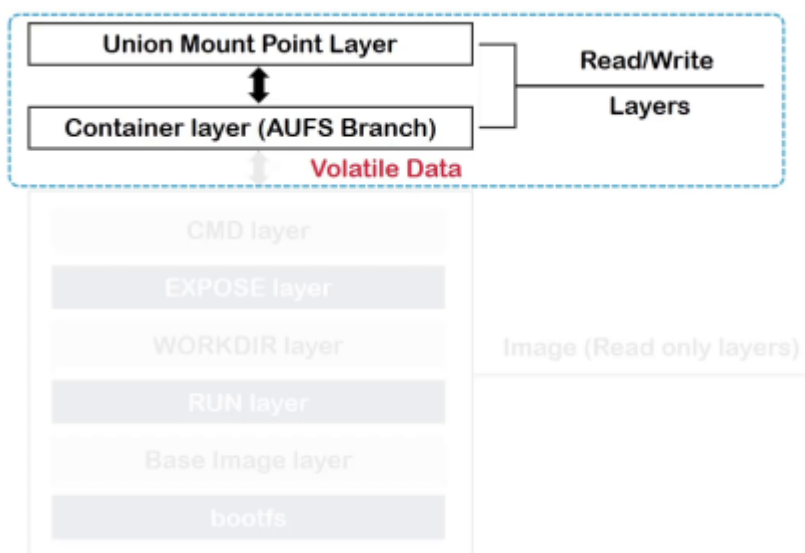 Union Mount Point Layer
Read/Write
Layers
Container layer (AUFS Branch)
Volatile Data
CMD layer
EXPOSE layer
WORKDIR layer
Image (Read only layers)
RUN layer
Base Image layer
bootfs